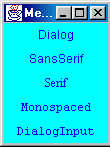 Me...
Dialog
SansSerif
Serif
Monospaced
DialogInput